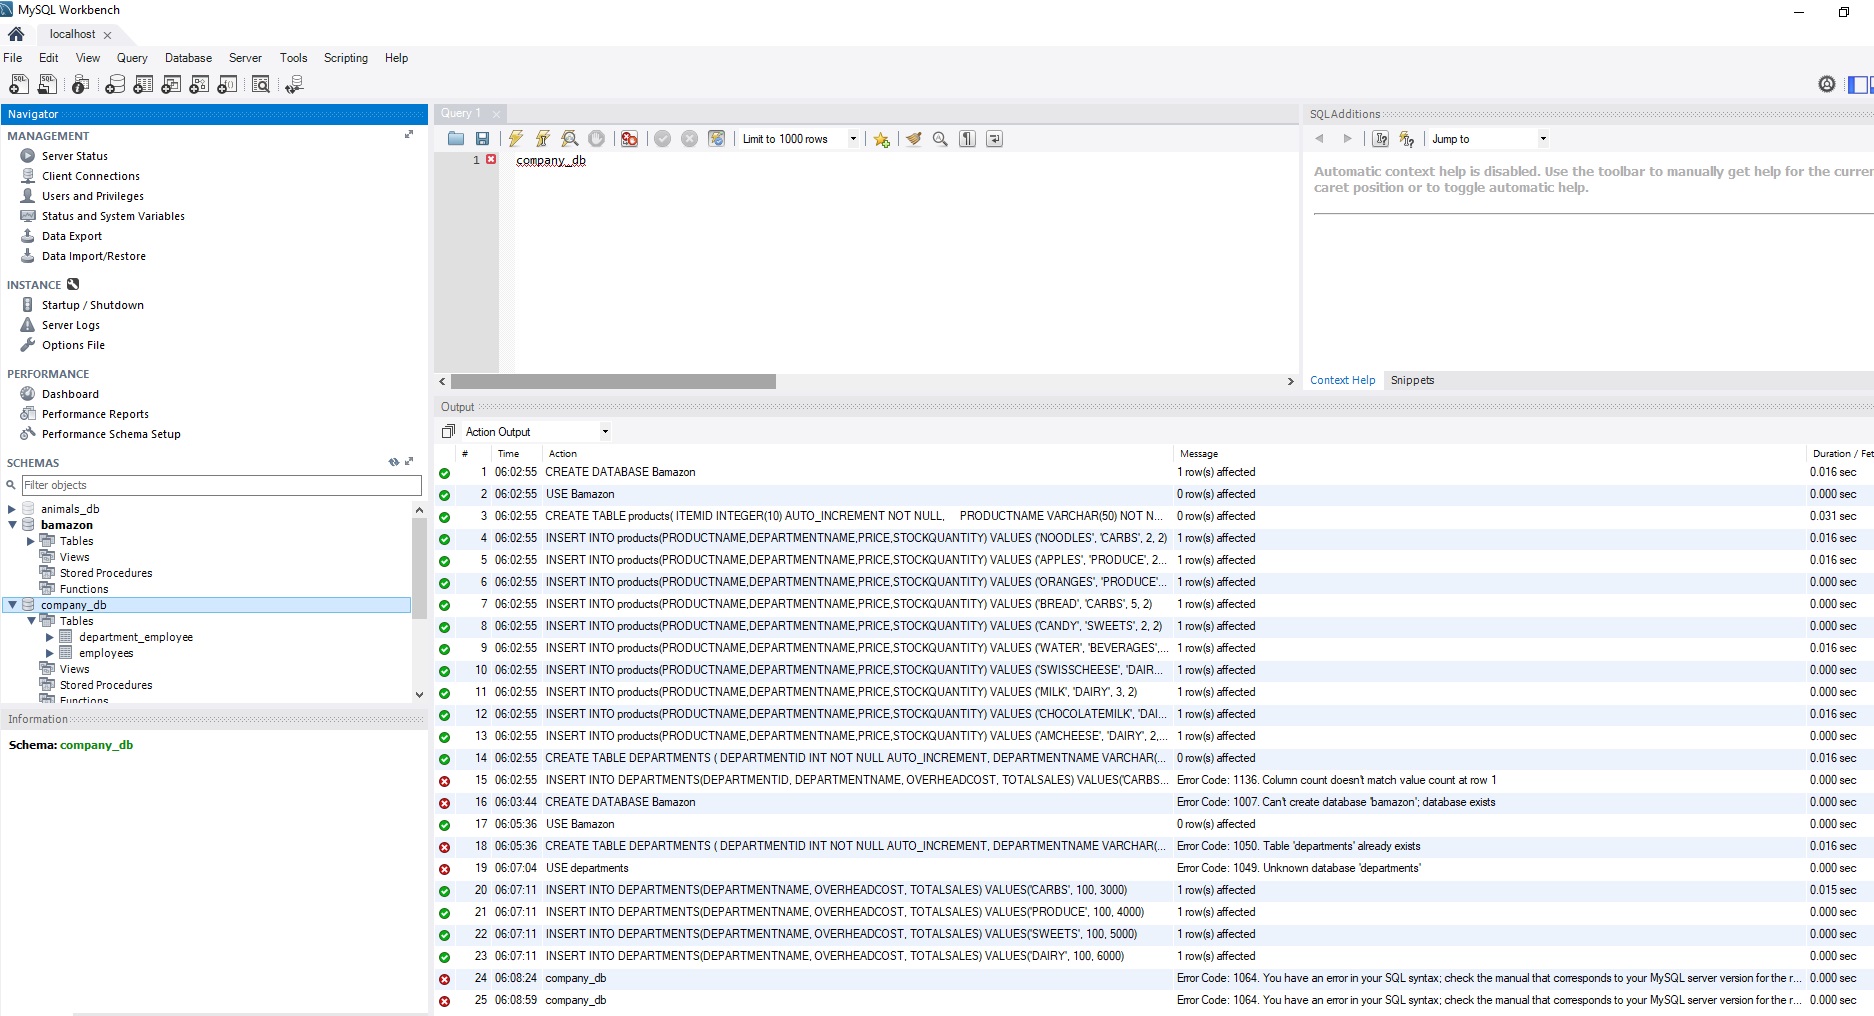 MySQL Workbench
localhost
File Edit View Query Database Server Tools Scripting Help
Navigator
MANAGEMENT
Server Status
Client Connections
Users and Privileges
Status and System Variables
Data Export
Data Import/Restore
INSTANCE
Startup / Shutdown
Server Logs
Options File
PERFORMANCE
Dashboard
Performance Reports
Performance Schema Setup
SCHEMAS
Filter objects
animals_db
bamazon
Tables
Views
Stored Procedures
Functions
company_db
Tables
department_employee
employees
Views
Stored Procedures
Functions
Information
Schema: company_db
Query 1
Limit to 1000 rows
1 company_db
SQLAdditions
Jump to
Automatic context help is disabled. Use the toolbar to manually get help for the curren
caret position or to toggle automatic help.
Context Help Snippets
Output
Action Output
# Time Action Message Duration / Fet
1 06:02:55 CREATE DATABASE Bamazon 1 row(s) affected 0.016 sec
2 06:02:55 USE Bamazon 0 row(s) affected 0.000 sec
3 06:02:55 CREATE TABLE products( ITEMID INTEGER(10) AUTO_INCREMENT NOT NULL, PRODUCTNAME VARCHAR(50) NOT N... 0 row(s) affected 0.031 sec
4 06:02:55 INSERT INTO products(PRODUCTNAME,DEPARTMENTNAME,PRICE,STOCKQUANTITY) VALUES ('NOODLES', 'CARBS', 2, 2) 1 row(s) affected 0.016 sec
5 06:02:55 INSERT INTO products(PRODUCTNAME,DEPARTMENTNAME,PRICE,STOCKQUANTITY) VALUES ('APPLES', 'PRODUCE', 2... 1 row(s) affected 0.016 sec
6 06:02:55 INSERT INTO products(PRODUCTNAME,DEPARTMENTNAME,PRICE,STOCKQUANTITY) VALUES ('ORANGES', 'PRODUCE'... 1 row(s) affected 0.000 sec
7 06:02:55 INSERT INTO products(PRODUCTNAME,DEPARTMENTNAME,PRICE,STOCKQUANTITY) VALUES ('BREAD', 'CARBS', 5, 2) 1 row(s) affected 0.000 sec
8 06:02:55 INSERT INTO products(PRODUCTNAME,DEPARTMENTNAME,PRICE,STOCKQUANTITY) VALUES ('CANDY', 'SWEETS', 2, 2) 1 row(s) affected 0.000 sec
9 06:02:55 INSERT INTO products(PRODUCTNAME,DEPARTMENTNAME,PRICE,STOCKQUANTITY) VALUES ('WATER', 'BEVERAGES',... 1 row(s) affected 0.016 sec
10 06:02:55 INSERT INTO products(PRODUCTNAME,DEPARTMENTNAME,PRICE,STOCKQUANTITY) VALUES ('SWISSCHEESE', 'DAIR... 1 row(s) affected 0.000 sec
11 06:02:55 INSERT INTO products(PRODUCTNAME,DEPARTMENTNAME,PRICE,STOCKQUANTITY) VALUES ('MILK', 'DAIRY', 3, 2) 1 row(s) affected 0.000 sec
12 06:02:55 INSERT INTO products(PRODUCTNAME,DEPARTMENTNAME,PRICE,STOCKQUANTITY) VALUES ('CHOCOLATEMILK', 'DAI... 1 row(s) affected 0.016 sec
13 06:02:55 INSERT INTO products(PRODUCTNAME,DEPARTMENTNAME,PRICE,STOCKQUANTITY) VALUES ('AMCHEESE', 'DAIRY', 2,... 1 row(s) affected 0.000 sec
14 06:02:55 CREATE TABLE DEPARTMENTS ( DEPARTMENTID INT NOT NULL AUTO_INCREMENT, DEPARTMENTNAME VARCHAR(... 0 row(s) affected 0.016 sec
15 06:02:55 INSERT INTO DEPARTMENTS(DEPARTMENTID, DEPARTMENTNAME, OVERHEADCOST, TOTALSALES) VALUES('CARBS... Error Code: 1136. Column count doesn't match value count at row 1 0.000 sec
16 06:03:44 CREATE DATABASE Bamazon Error Code: 1007. Can't create database 'bamazon'; database exists 0.000 sec
17 06:05:36 USE Bamazon 0 row(s) affected 0.000 sec
18 06:05:36 CREATE TABLE DEPARTMENTS ( DEPARTMENTID INT NOT NULL AUTO_INCREMENT, DEPARTMENTNAME VARCHAR(... Error Code: 1050. Table 'departments' already exists 0.016 sec
19 06:07:04 USE departments Error Code: 1049. Unknown database 'departments' 0.000 sec
20 06:07:11 INSERT INTO DEPARTMENTS(DEPARTMENTNAME, OVERHEADCOST, TOTALSALES) VALUES('CARBS', 100, 3000) 1 row(s) affected 0.015 sec
21 06:07:11 INSERT INTO DEPARTMENTS(DEPARTMENTNAME, OVERHEADCOST, TOTALSALES) VALUES('PRODUCE', 100, 4000) 1 row(s) affected 0.000 sec
22 06:07:11 INSERT INTO DEPARTMENTS(DEPARTMENTNAME, OVERHEADCOST, TOTALSALES) VALUES('SWEETS', 100, 5000) 1 row(s) affected 0.000 sec
23 06:07:11 INSERT INTO DEPARTMENTS(DEPARTMENTNAME, OVERHEADCOST, TOTALSALES) VALUES('DAIRY', 100, 6000) 1 row(s) affected 0.000 sec
24 06:08:24 company_db Error Code: 1064. You have an error in your SQL syntax; check the manual that corresponds to your MySQL server version for the r... 0.000 sec
25 06:08:59 company_db Error Code: 1064. You have an error in your SQL syntax; check the manual that corresponds to your MySQL server version for the r... 0.000 sec